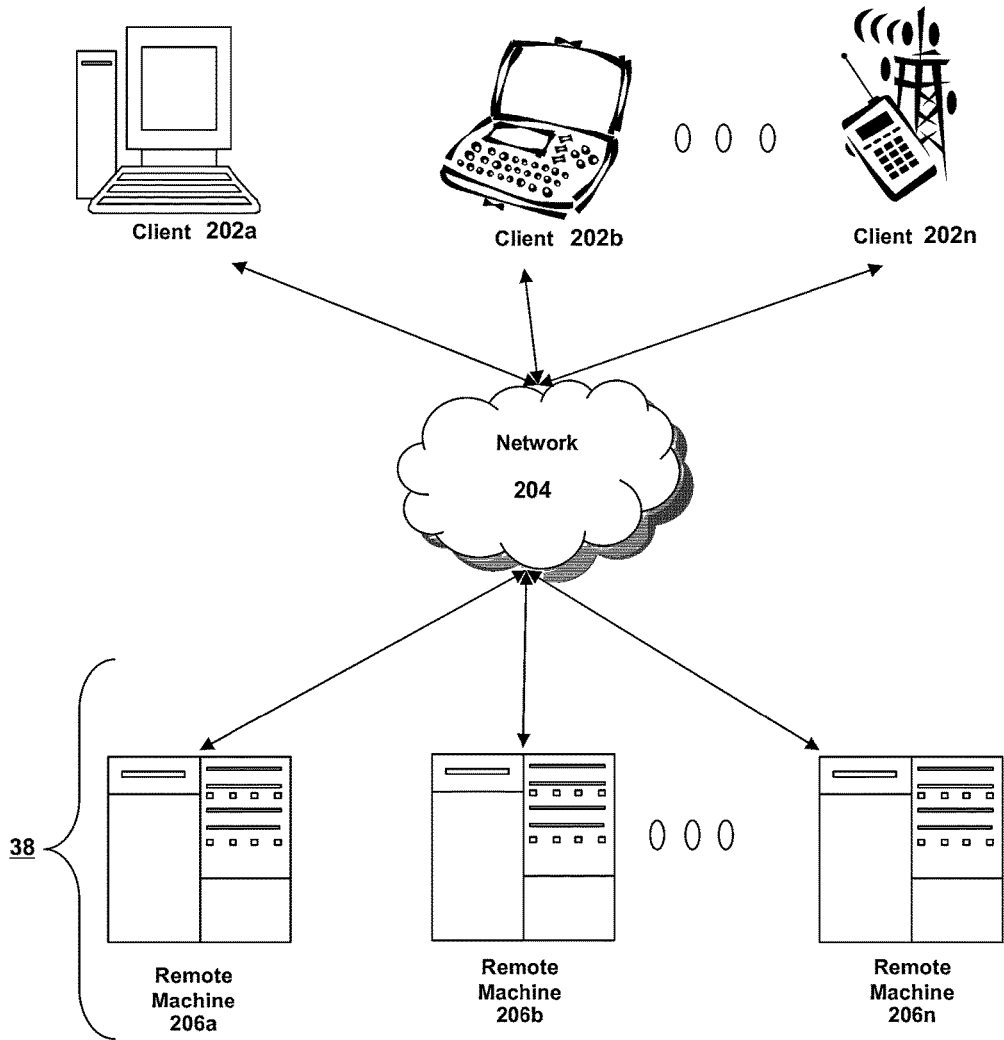 Client 202a
Client 202b
Client 202n
Network
204
38
Remote
Machine
206a
Remote
Machine
206b
Remote
Machine
206n